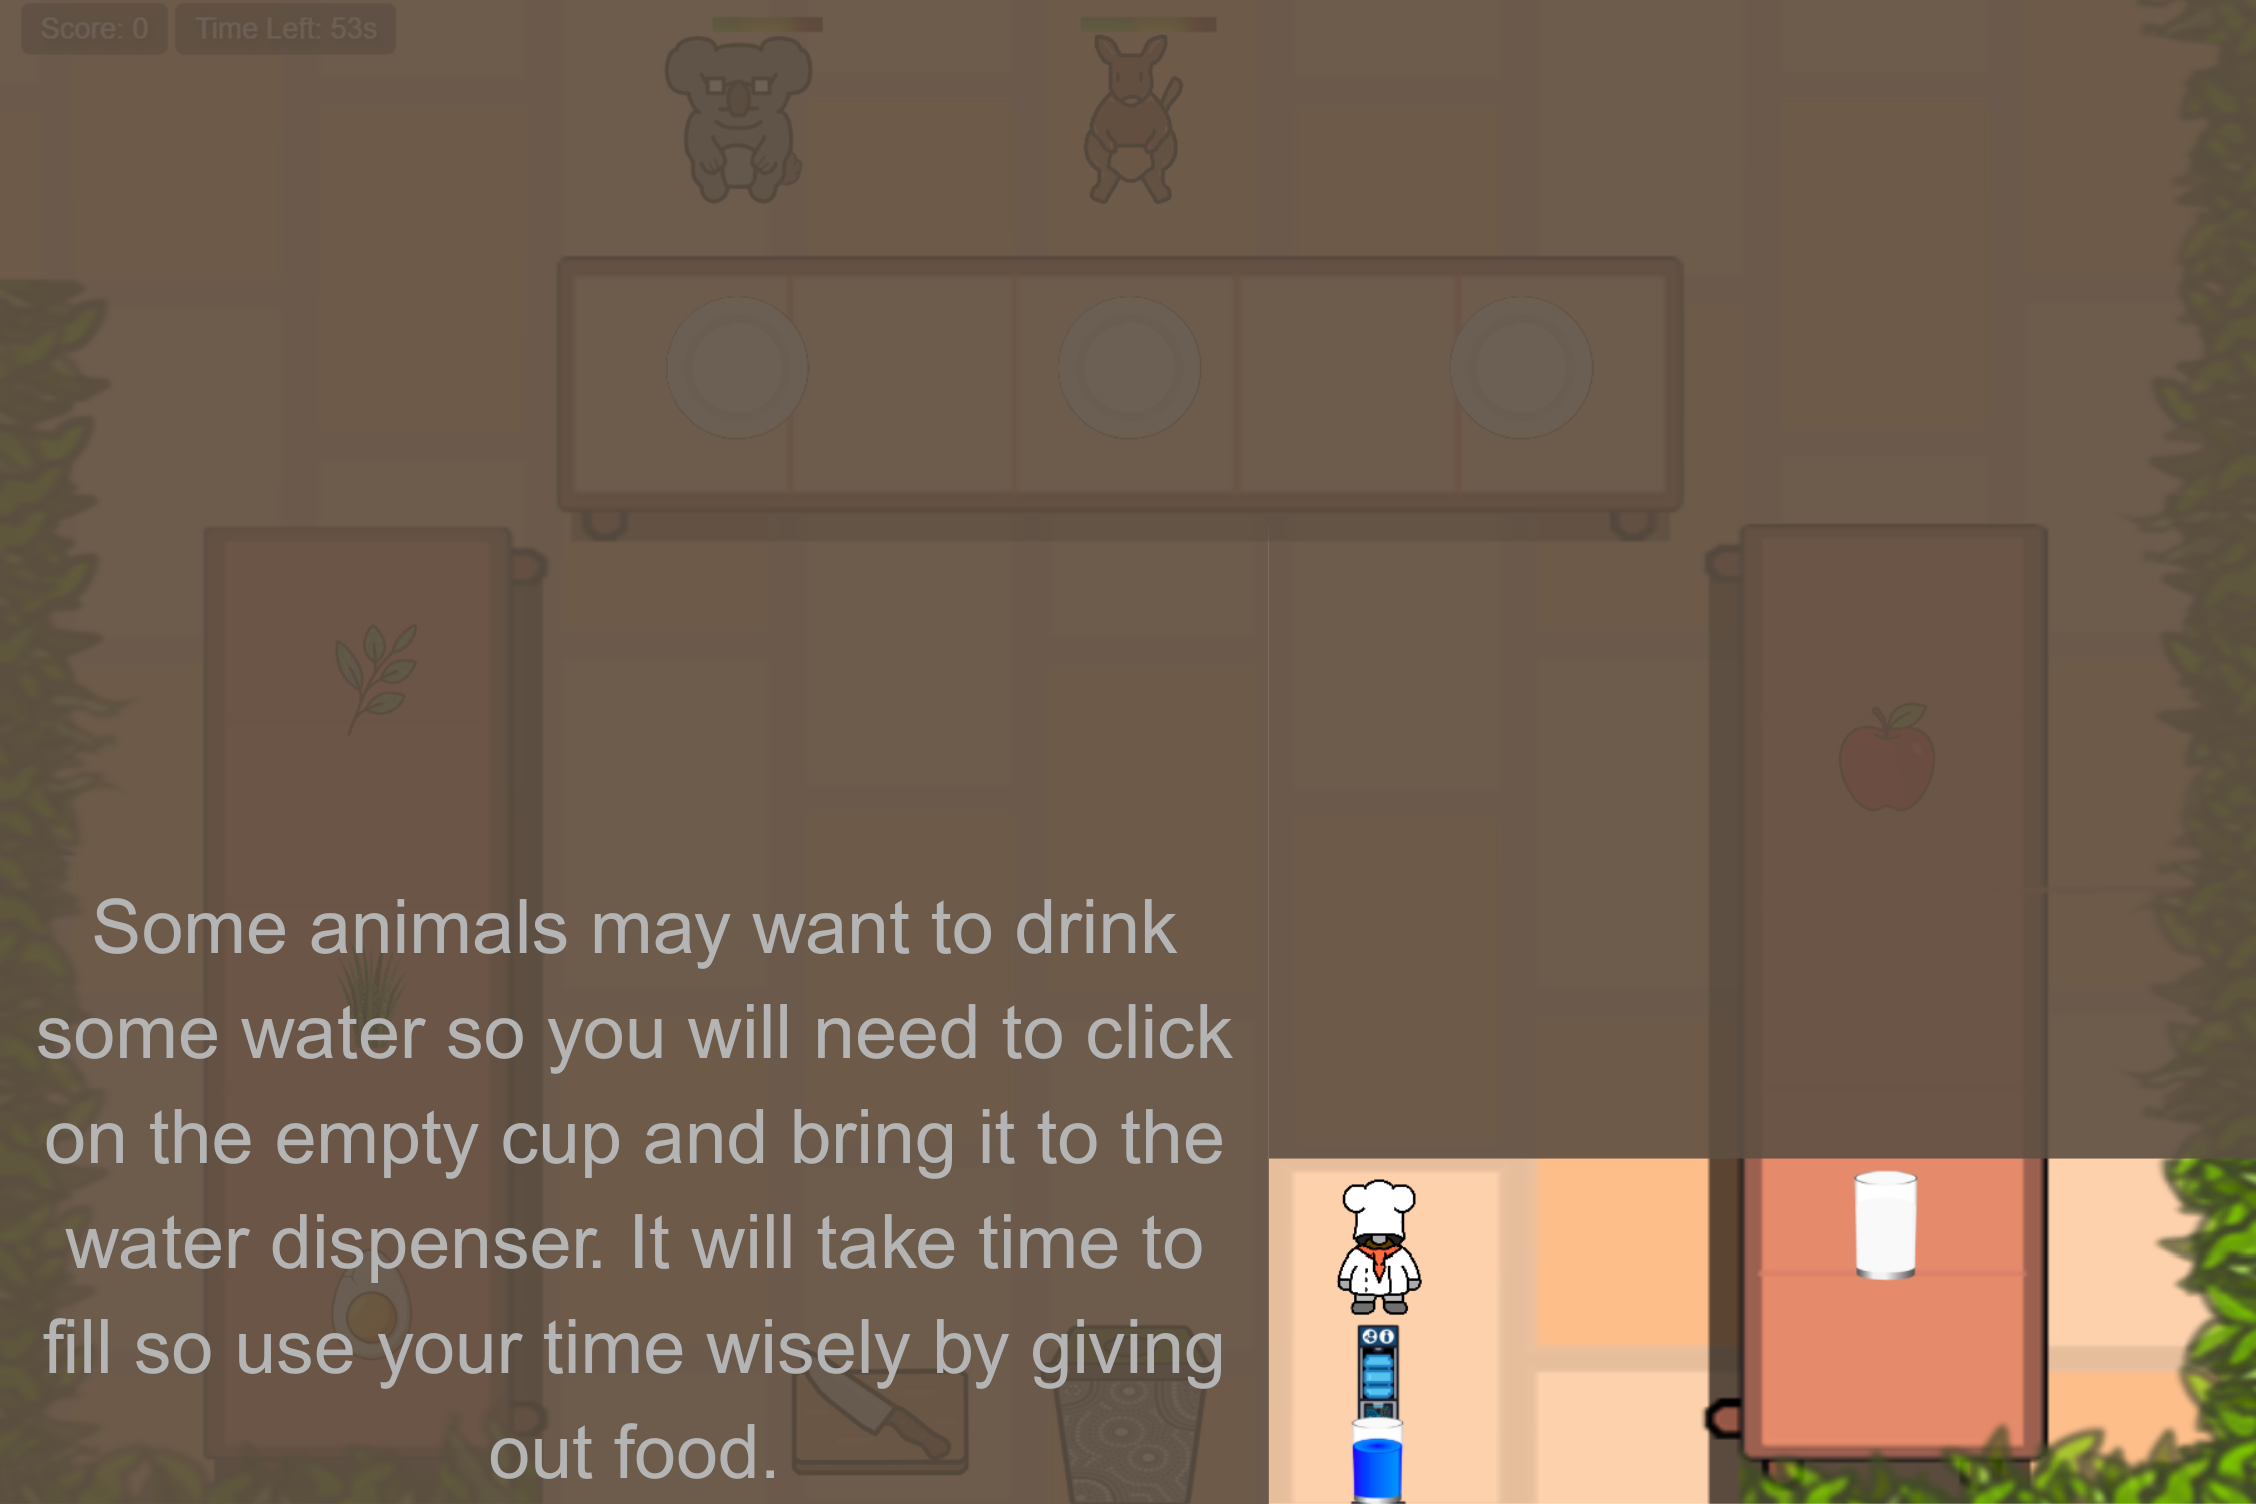 Score: 0
Time Left: 53s
Some animals may want to drink
some water so you will need to click
on the empty cup and bring it to the
water dispenser. It will take time to
fill so use your time wisely by giving
out food.